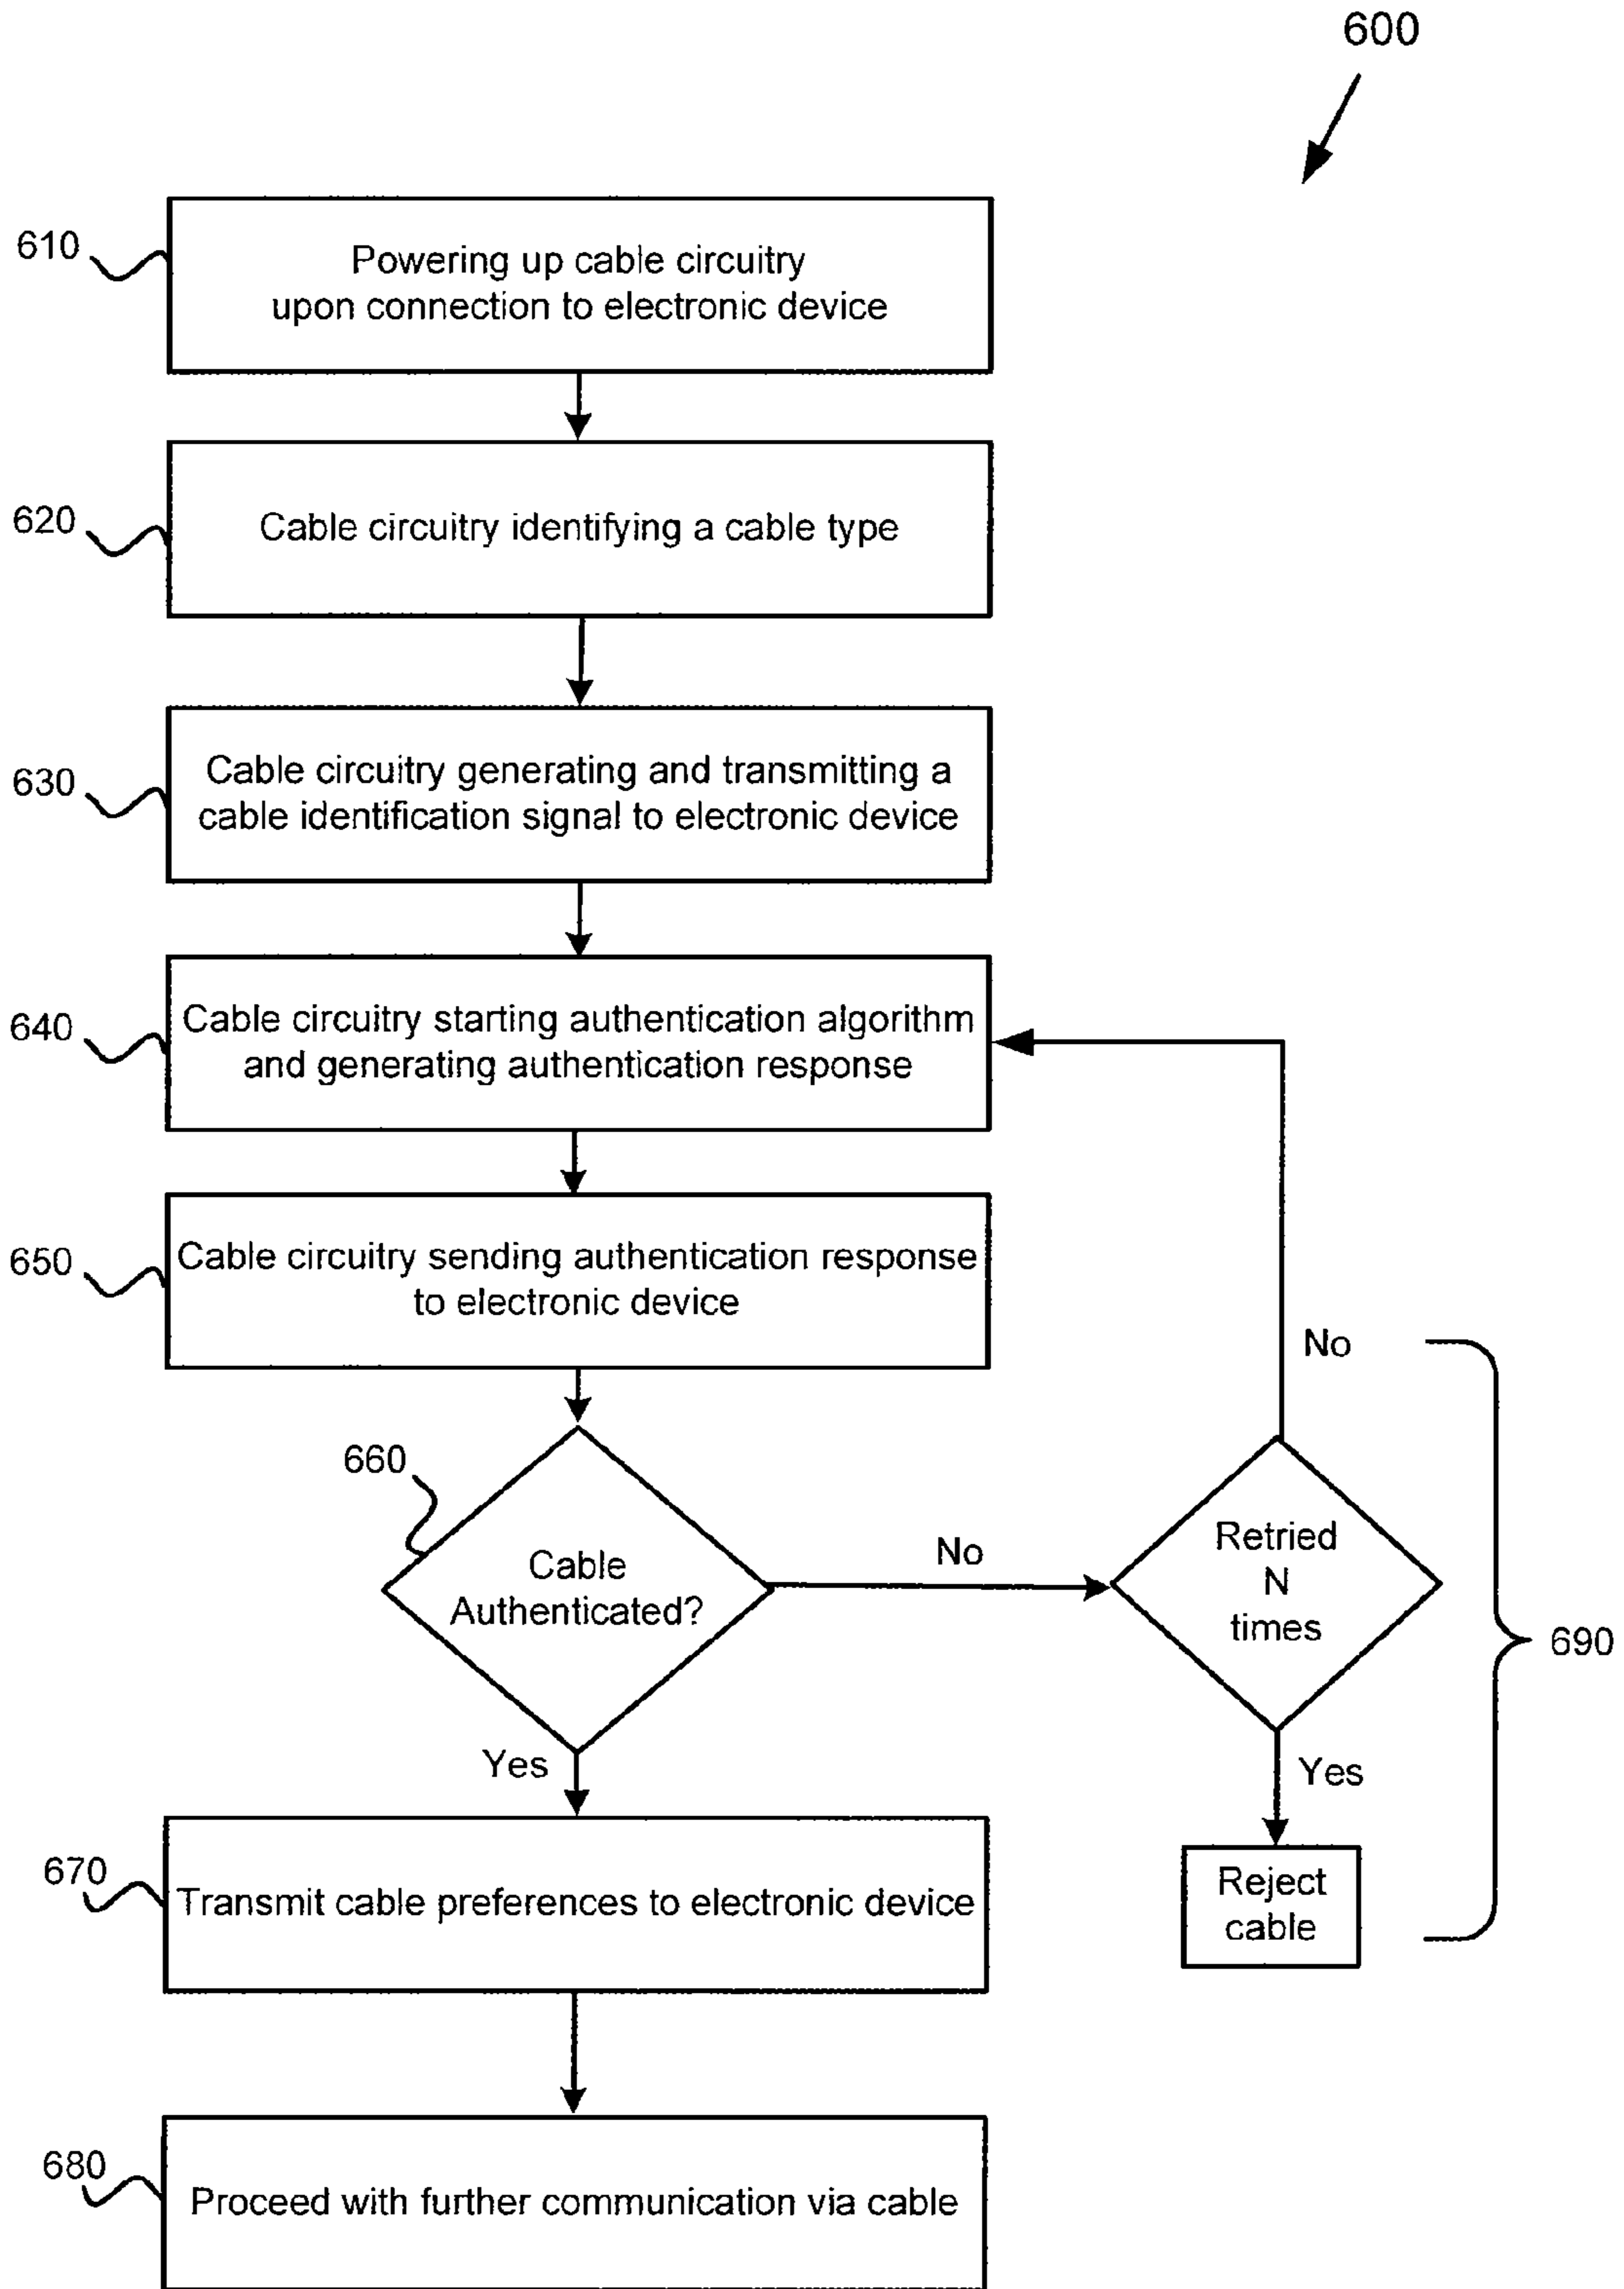 600
610
Powering up cable circuitry
upon connection to electronic device
620
Cable circuitry identifying a cable type
630
Cable circuitry generating and transmitting a
cable identification signal to electronic device
640
Cable circuitry starting authentication algorithm
and generating authentication response
650
Cable circuitry sending authentication response
to electronic device
No
660
Cable
Authenticated?
No
Retried
N
times
690
Yes
Yes
670
Transmit cable preferences to electronic device
Reject
cable
680
Proceed with further communication via cable